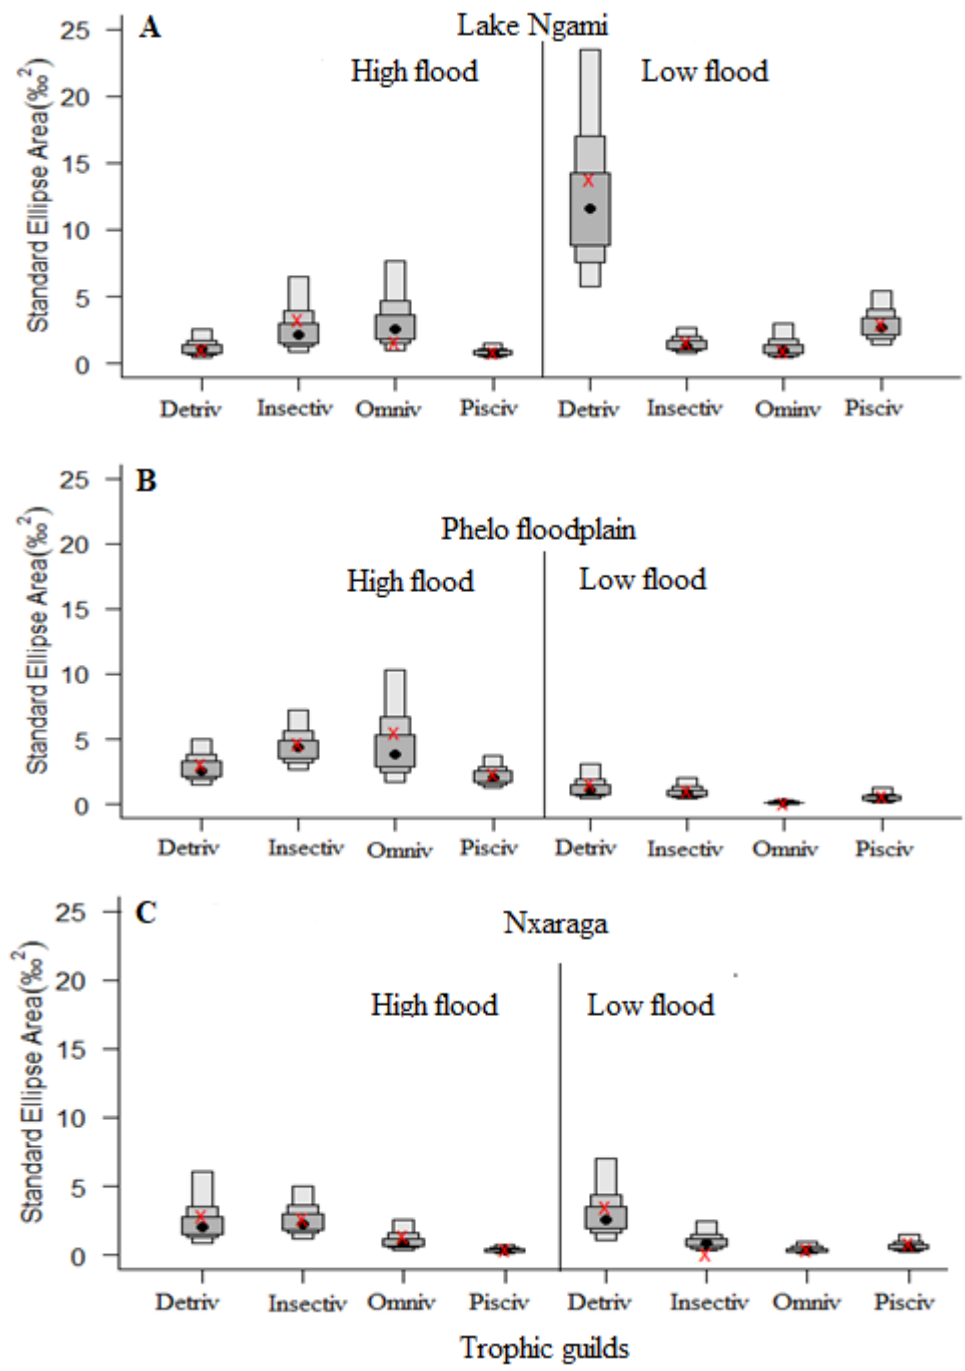 A
Lake Ngami
High flood
Low flood
Standard Ellipse Area(‰²)
25
20
15
10
5
0
Detriv
Insectiv
Omniv
Pisciv
Detriv
Insectiv
Ominv
Pisciv
B
Phelo floodplain
High flood
Low flood
Standard Ellipse Area(‰²)
25
20
15
10
5
0
Detriv
Insectiv
Omniv
Pisciv
Detriv
Insectiv
Omniv
Pisciv
C
Nxaraga
High flood
Low flood
Standard Ellipse Area(‰²)
25
20
15
10
5
0
Detriv
Insectiv
Omniv
Pisciv
Detriv
Insectiv
Omniv
Pisciv
Trophic guilds